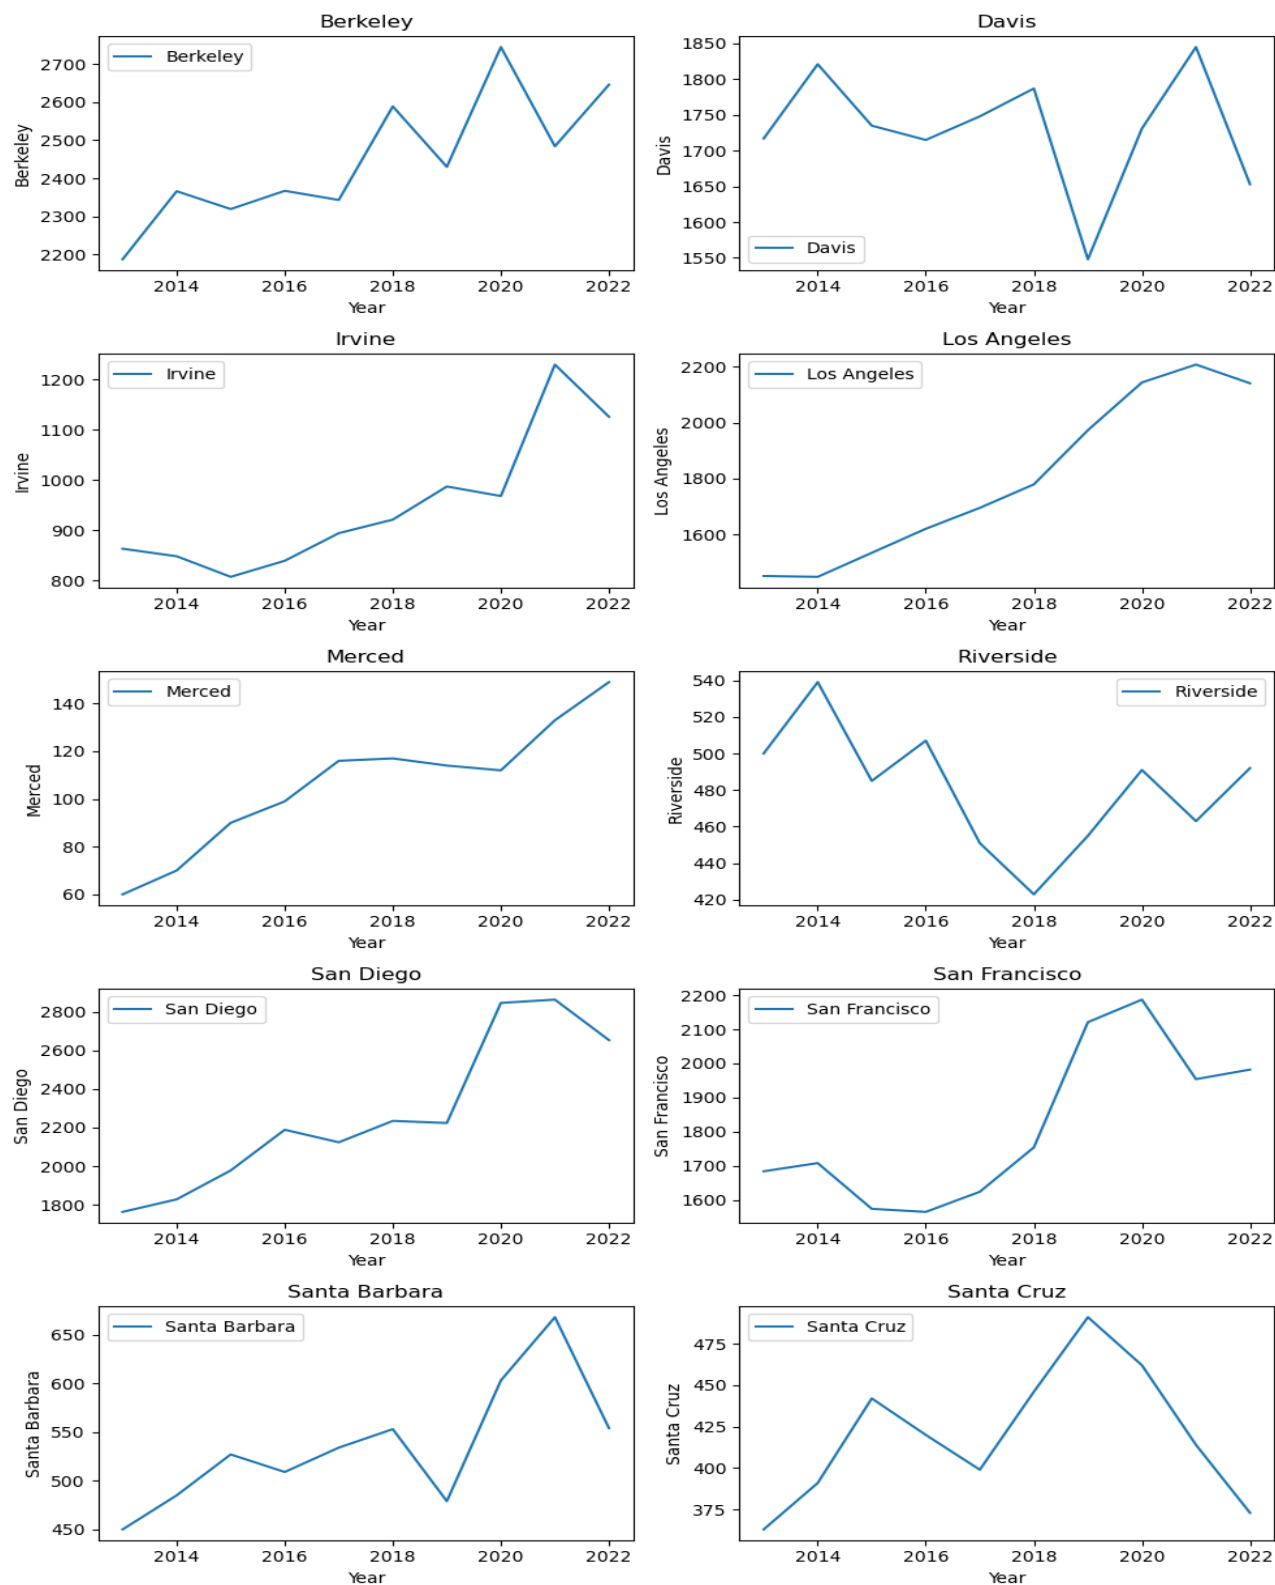 Berkeley
Berkeley
2700
2600
2500
2400
2300
2200
Berkeley
2014 2016 2018 2020 2022
Year
Davis
1850
1800
1750
1700
1650
1600
1550
Davis
Davis
2014 2016 2018 2020 2022
Year
Irvine
Irvine
1200
1100
1000
900
800
Irvine
2014 2016 2018 2020 2022
Year
Los Angeles
Los Angeles
2200
2000
1800
1600
Los Angeles
2014 2016 2018 2020 2022
Year
Merced
Merced
140
120
100
80
60
Merced
2014 2016 2018 2020 2022
Year
Riverside
Riverside
540
520
500
480
460
440
420
Riverside
2014 2016 2018 2020 2022
Year
San Diego
San Diego
2800
2600
2400
2200
2000
1800
San Diego
2014 2016 2018 2020 2022
Year
San Francisco
San Francisco
2200
2100
2000
1900
1800
1700
1600
San Francisco
2014 2016 2018 2020 2022
Year
Santa Barbara
Santa Barbara
650
600
550
500
450
Santa Barbara
2014 2016 2018 2020 2022
Year
Santa Cruz
Santa Cruz
475
450
425
400
375
Santa Cruz
2014 2016 2018 2020 2022
Year